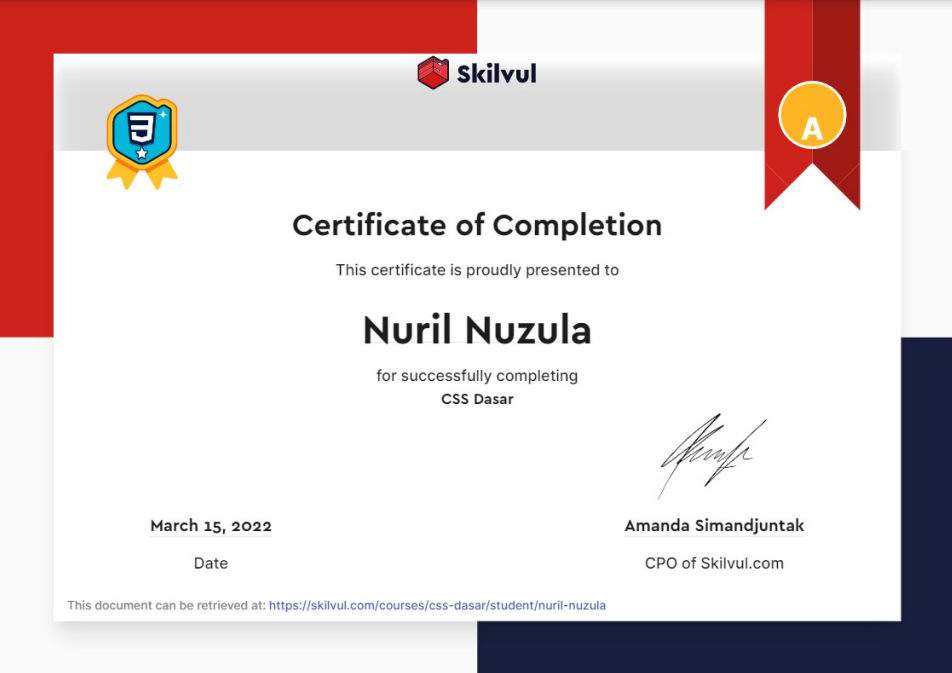 Skilvul
A
Certificate of Completion
This certificate is proudly presented to
Nuril Nuzula
for successfully completing
CSS Dasar
March 15, 2022
Date
Amanda Simandjuntak
CPO of Skilvul.com
This document can be retrieved at: https://skilvul.com/courses/css-dasar/student/nuril-nuzula